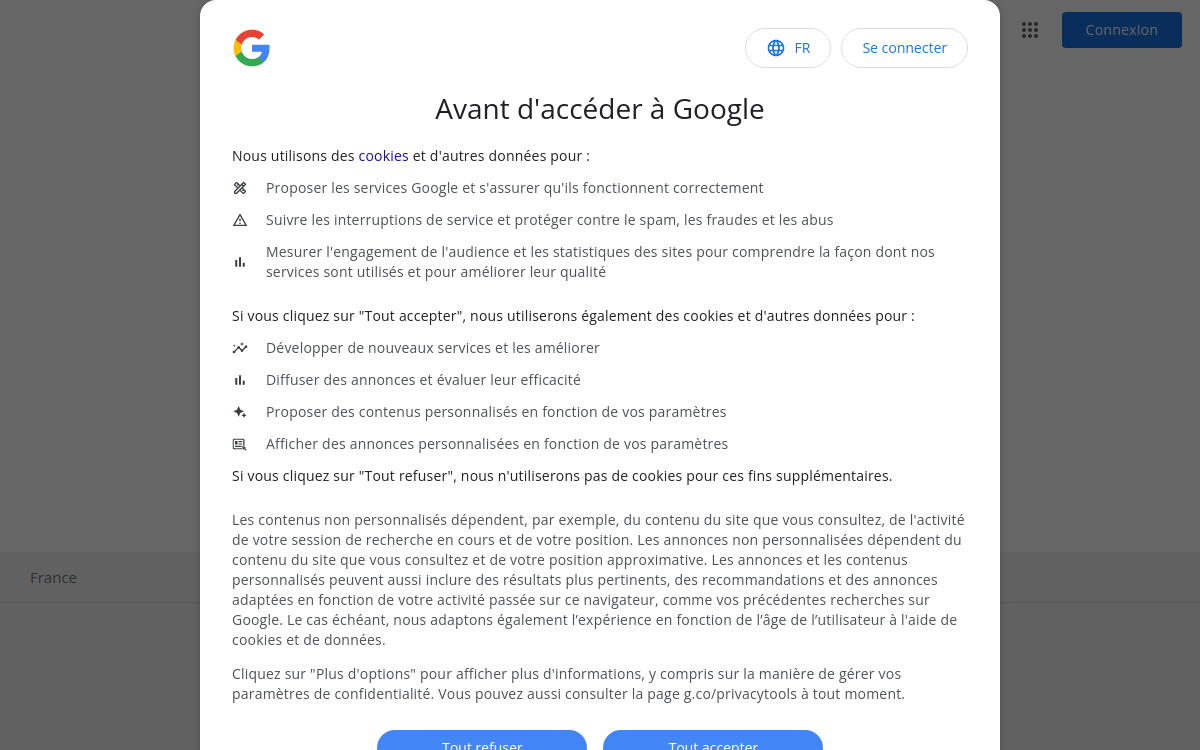 Connexion
FR
Se connecter
Avant d'accéder à Google
Nous utilisons des cookies et d'autres données pour :
Proposer les services Google et s'assurer qu'ils fonctionnent correctement
Suivre les interruptions de service et protéger contre le spam, les fraudes et les abus
Mesurer l'engagement de l'audience et les statistiques des sites pour comprendre la façon dont nos
services sont utilisés et pour améliorer leur qualité
Si vous cliquez sur "Tout accepter", nous utiliserons également des cookies et d'autres données pour :
Développer de nouveaux services et les améliorer
Diffuser des annonces et évaluer leur efficacité
Proposer des contenus personnalisés en fonction de vos paramètres
Afficher des annonces personnalisées en fonction de vos paramètres
Si vous cliquez sur "Tout refuser", nous n'utiliserons pas de cookies pour ces fins supplémentaires.
Les contenus non personnalisés dépendent, par exemple, du contenu du site que vous consultez, de l'activité
de votre session de recherche en cours et de votre position. Les annonces non personnalisées dépendent du
contenu du site que vous consultez et de votre position approximative. Les annonces et les contenus
personnalisés peuvent aussi inclure des résultats plus pertinents, des recommandations et des annonces
adaptées en fonction de votre activité passée sur ce navigateur, comme vos précédentes recherches sur
Google. Le cas échéant, nous adaptons également l’expérience en fonction de l’âge de l’utilisateur à l'aide de
cookies et de données.
Cliquez sur "Plus d'options" pour afficher plus d'informations, y compris sur la manière de gérer vos
paramètres de confidentialité. Vous pouvez aussi consulter la page g.co/privacytools à tout moment.
Tout refuser
Tout accepter
France